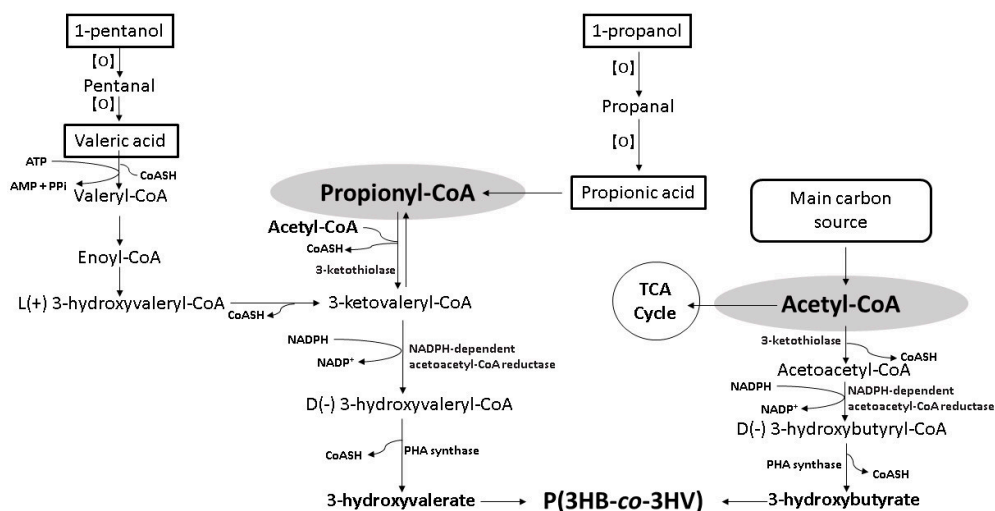 1-pentanol
【O】
Pentanal
【O】
Valeric acid
ATP
CoASH
AMP + PPi
Valeryl-CoA
Enoyl-CoA
L(+) 3-hydroxyvaleryl-CoA
CoASH
1-propanol
【O】
Propanal
【O】
Propionic acid
Propionyl-CoA
Acetyl-CoA
CoASH
3-ketothiolase
3-ketovaleryl-CoA
NADPH
NADP⁺
NADPH-dependent
acetoacetyl-CoA reductase
D(-) 3-hydroxyvaleryl-CoA
CoASH
PHA synthase
3-hydroxyvalerate
P(3HB-co-3HV)
Main carbon
source
Acetyl-CoA
TCA
Cycle
3-ketothiolase
CoASH
Acetoacetyl-CoA
NADPH
NADP⁺
NADPH-dependent
acetoacetyl-CoA reductase
D(-) 3-hydroxybutyryl-CoA
PHA synthase
CoASH
3-hydroxybutyrate